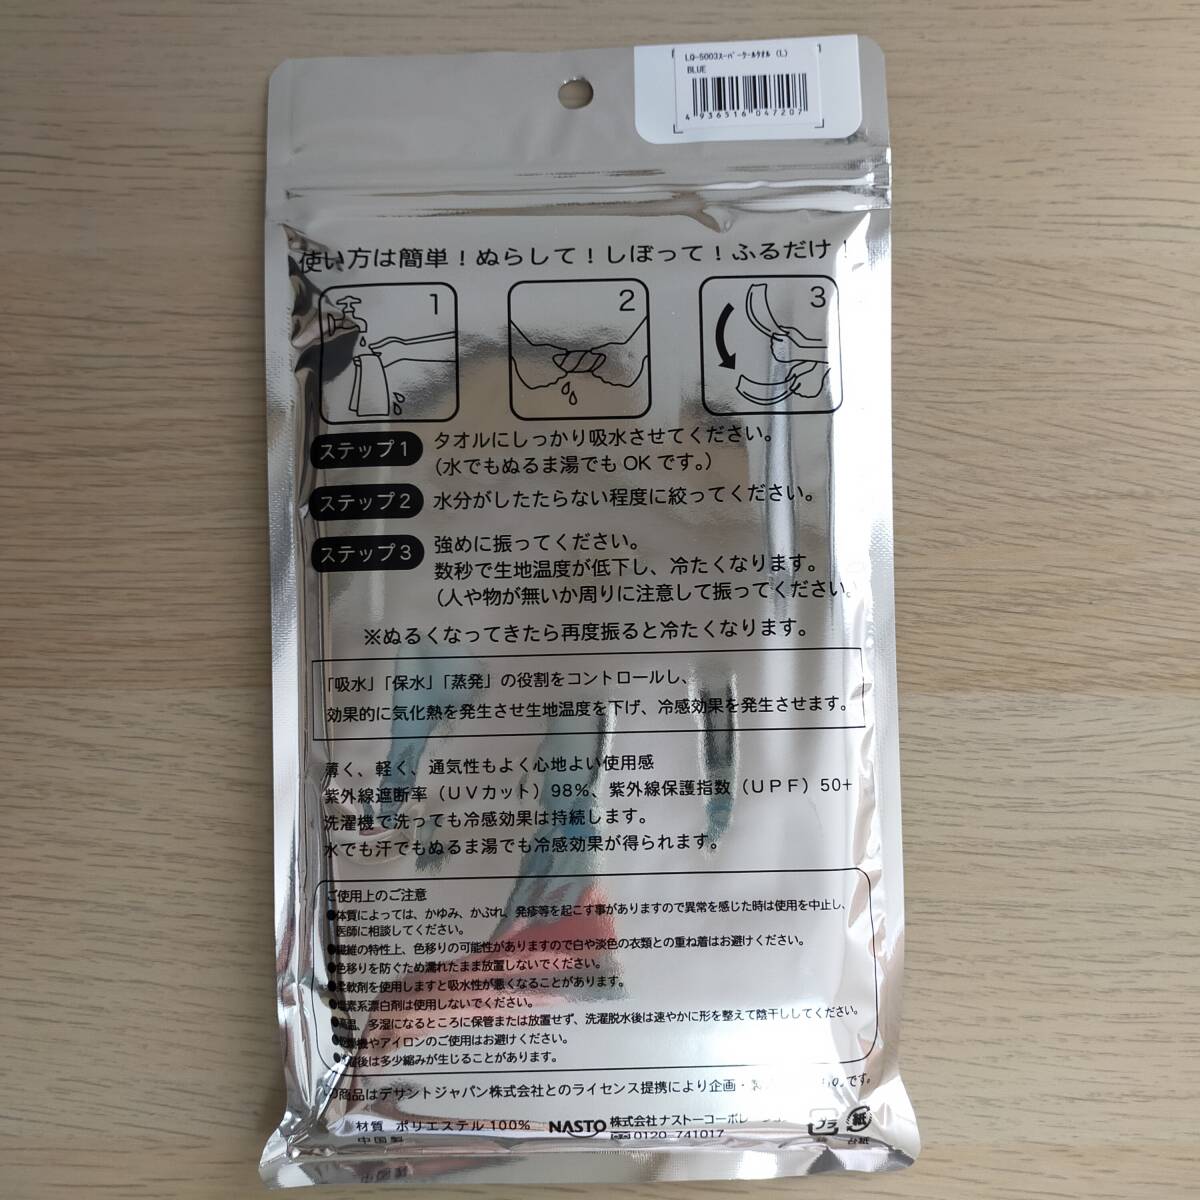 LQ-5003ｽｰﾊﾟｰｸｰﾙﾀｵﾙ (L)
BLUE
4 936516 047207
使い方は簡単！ぬらして！しぼって！ふるだけ！
1 2 3
ステップ1 タオルにしっかり吸水させてください。
（水でもぬるま湯でも OK です。）
ステップ2 水分がしたたらない程度に絞ってください。
ステップ3 強めに振ってください。
数秒で生地温度が低下し、冷たくなります。
（人や物が無いか周りに注意して振ってください。
※ぬるくなってきたら再度振ると冷たくなります。
「吸水」「保水」「蒸発」の役割をコントロールし、
効果的に気化熱を発生させ生地温度を下げ、冷感効果を発生させます。
薄く、軽く、通気性もよく心地よい使用感
紫外線遮断率（UVカット）98%、紫外線保護指数（UPF）50+
洗濯機で洗っても冷感効果は持続します。
水でも汗でもぬるま湯でも冷感効果が得られます。
ご使用上のご注意
●体質によっては、かゆみ、かぶれ、発疹等を起こす事がありますので異常を感じた時は使用を中止し、
医師に相談してください。
●繊維の特性上、色移りの可能性がありますので白や淡色の衣類との重ね着はお避けください。
●色移りを防ぐため濡れたまま放置しないでください。
●柔軟剤を使用しますと吸水性が悪くなることがあります。
●塩素系漂白剤は使用しないでください。
●高温、多湿になるところに保管または放置せず、洗濯脱水後は速やかに形を整えて陰干ししてください。
●乾燥機やアイロンのご使用はお避けください。
●洗濯後は多少縮みが生じることがあります。
の商品はデサントジャパン株式会社とのライセンス提携により企画・のです。
材質 ポリエステル100% NASTO 株式会社ナストーコーポレー プラ 紙
中国製 0120-741017 台紙